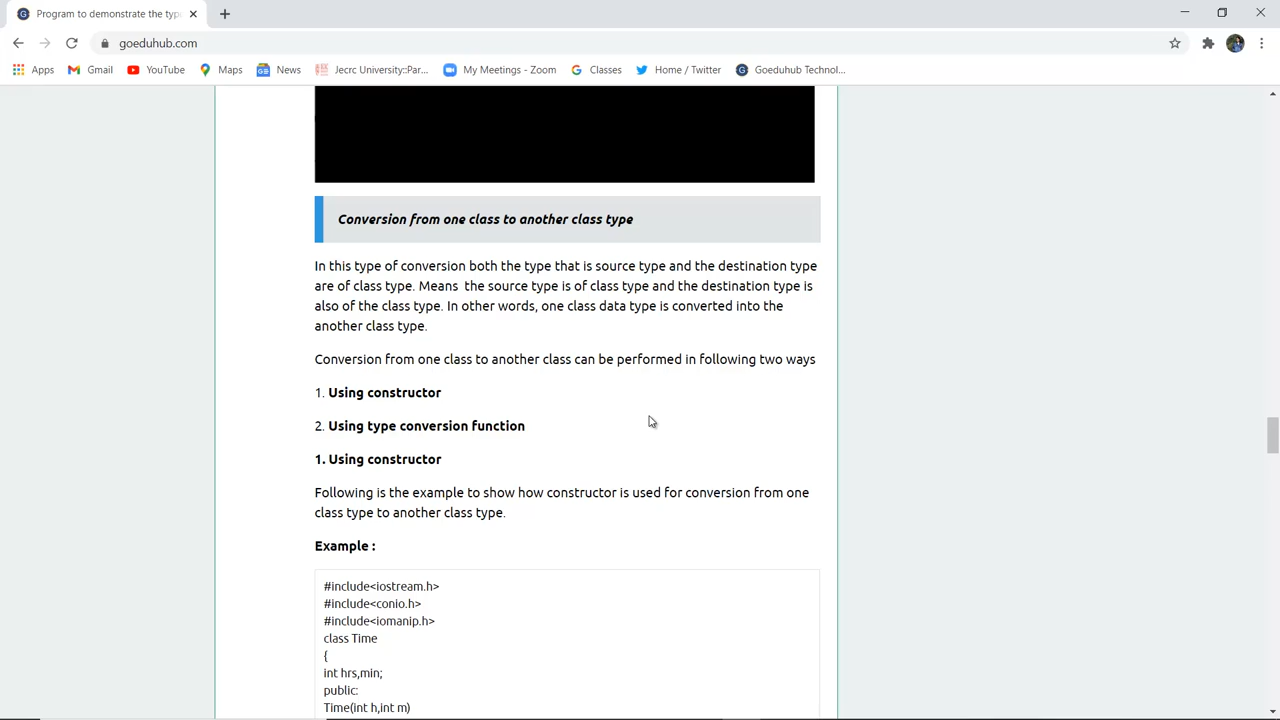 Program to demonstrate the typ
goeduhub.com
Apps Gmail YouTube Maps News Jecrc University::Par... My Meetings - Zoom Classes Home / Twitter Goeduhub Technol...
Conversion from one class to another class type
In this type of conversion both the type that is source type and the destination type
are of class type. Means the source type is of class type and the destination type is
also of the class type. In other words, one class data type is converted into the
another class type.
Conversion from one class to another class can be performed in following two ways
1. Using constructor
2. Using type conversion function
1. Using constructor
Following is the example to show how constructor is used for conversion from one
class type to another class type.
Example :
#include<iostream.h>
#include<conio.h>
#include<iomanip.h>
class Time
{
int hrs,min;
public:
Time(int h,int m)